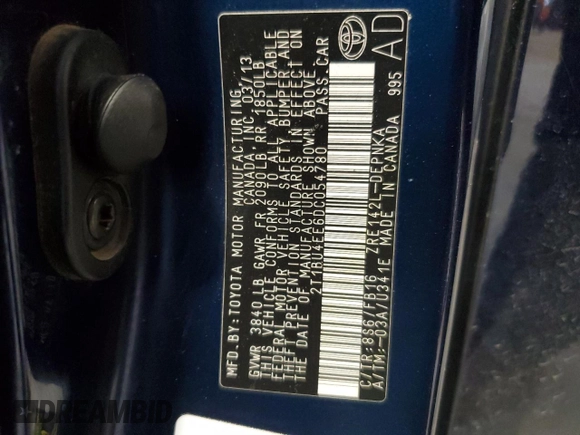 MFD.BY:TOYOTA MOTOR MANUFACTURING
CANADA, INC. 03/13
GVWR 3840 LB GAWR FR 2090LB RR 1850LB
THIS VEHICLE CONFORMS TO ALL APPLICABLE
FEDERAL MOTOR VEHICLE SAFETY, BUMPER AND
THEFT PREVENTION STANDARDS IN EFFECT ON
THE DATE OF MANUFACTURE SHOWN ABOVE.
2T1BU4EE6DC054780 PASS.CAR
C/TR:8S6/FB16 ZRE142L-DEPNKA
A/TM:-03A/U341E MADE IN CANADA 995
AD
DREAMBID